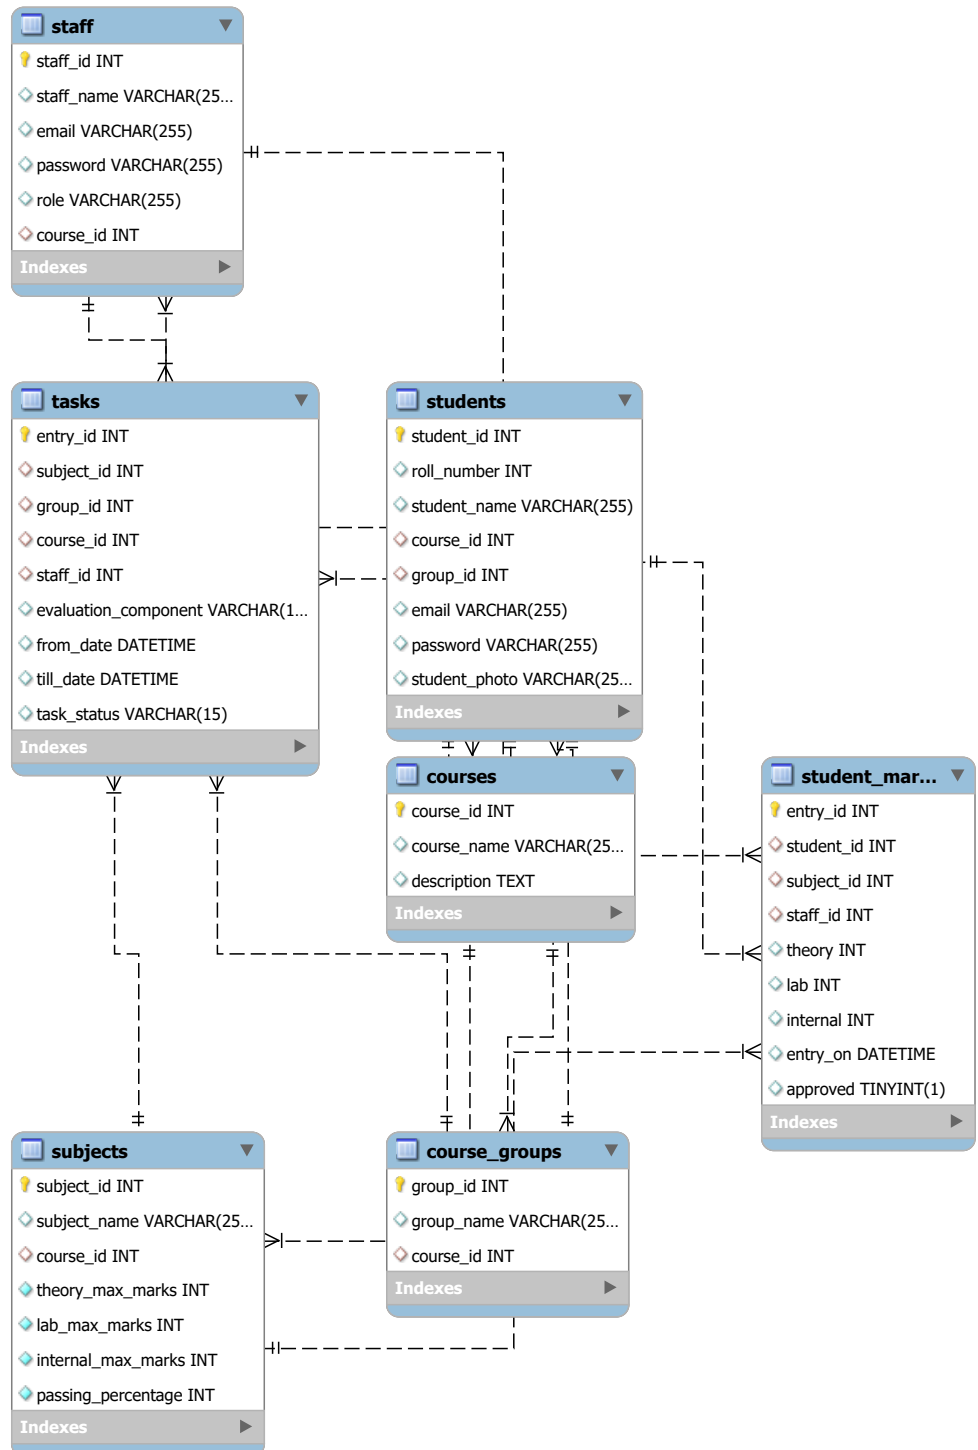 staff
staff_id INT
staff_name VARCHAR(25...
email VARCHAR(255)
password VARCHAR(255)
role VARCHAR(255)
course_id INT
Indexes
tasks
entry_id INT
subject_id INT
group_id INT
course_id INT
staff_id INT
evaluation_component VARCHAR(1...
from_date DATETIME
till_date DATETIME
task_status VARCHAR(15)
Indexes
students
student_id INT
roll_number INT
student_name VARCHAR(255)
course_id INT
group_id INT
email VARCHAR(255)
password VARCHAR(255)
student_photo VARCHAR(25...
Indexes
courses
course_id INT
course_name VARCHAR(25...
description TEXT
Indexes
student_mar...
entry_id INT
student_id INT
subject_id INT
staff_id INT
theory INT
lab INT
internal INT
entry_on DATETIME
approved TINYINT(1)
Indexes
subjects
subject_id INT
subject_name VARCHAR(25...
course_id INT
theory_max_marks INT
lab_max_marks INT
internal_max_marks INT
passing_percentage INT
Indexes
course_groups
group_id INT
group_name VARCHAR(25...
course_id INT
Indexes